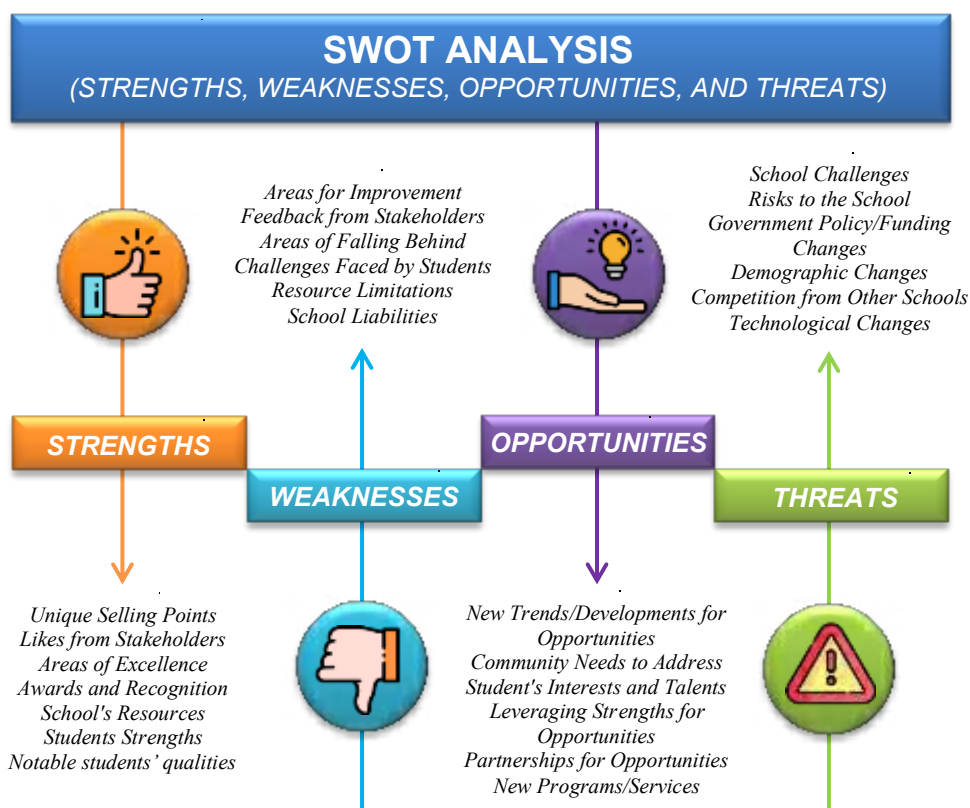 SWOT ANALYSIS
(STRENGTHS, WEAKNESSES, OPPORTUNITIES, AND THREATS)
Areas for Improvement
Feedback from Stakeholders
Areas of Falling Behind
Challenges Faced by Students
Resource Limitations
School Liabilities
School Challenges
Risks to the School
Government Policy/Funding
Changes
Demographic Changes
Competition from Other Schools
Technological Changes
STRENGTHS
WEAKNESSES
OPPORTUNITIES
THREATS
Unique Selling Points
Likes from Stakeholders
Areas of Excellence
Awards and Recognition
School's Resources
Students Strengths
Notable students’ qualities
New Trends/Developments for
Opportunities
Community Needs to Address
Student's Interests and Talents
Leveraging Strengths for
Opportunities
Partnerships for Opportunities
New Programs/Services